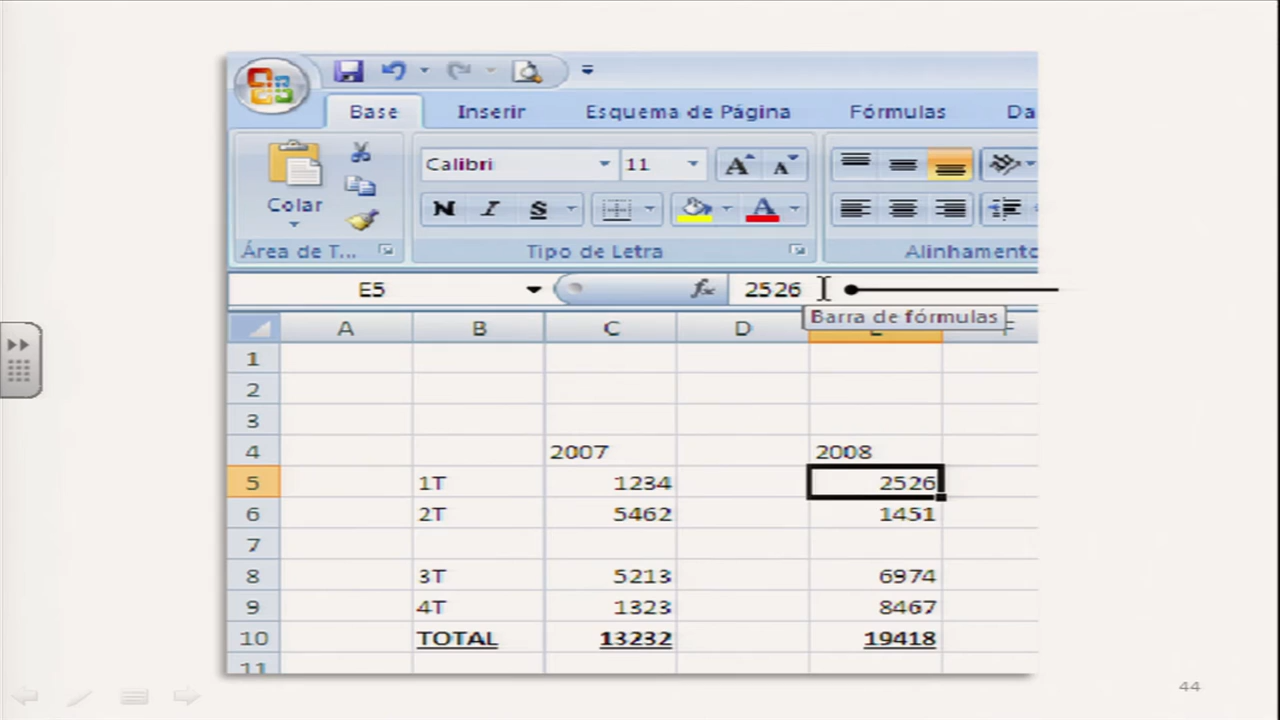 Base Inserir Esquema de Página Fórmulas Da
Calibri 11
Colar N I S A
Área de T... Tipo de Letra Alinhamento
E5 fx 2526
Barra de fórmulas
A B C D E F
1
2
3
4 2007 2008
5 1T 1234 2526
6 2T 5462 1451
7
8 3T 5213 6974
9 4T 1323 8467
10 TOTAL 13232 19418
11
44